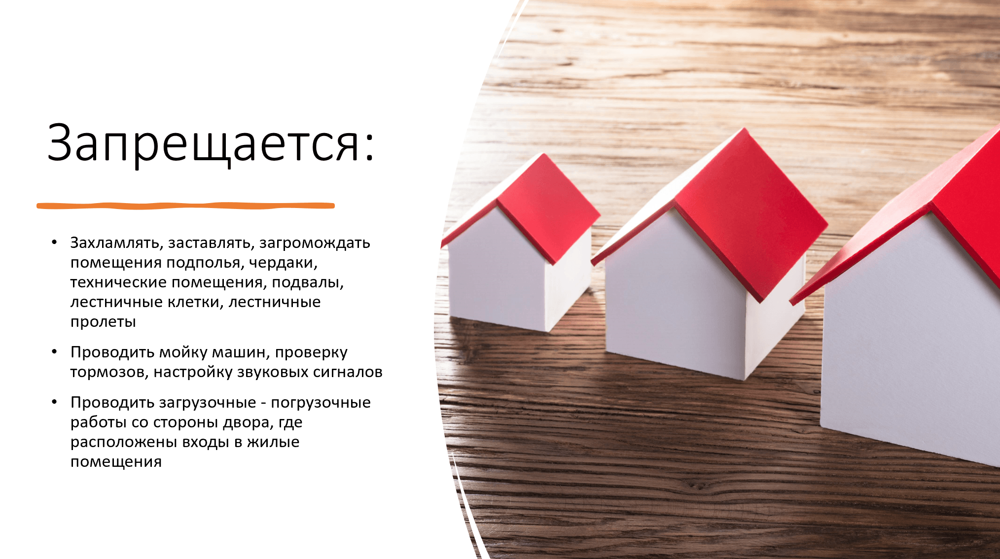 Запрещается:
• Захламлять, заставлять, загромождать
помещения подполья, чердаки,
технические помещения, подвалы,
лестничные клетки, лестничные
пролеты
• Проводить мойку машин, проверку
тормозов, настройку звуковых сигналов
• Проводить загрузочные - погрузочные
работы со стороны двора, где
расположены входы в жилые
помещения